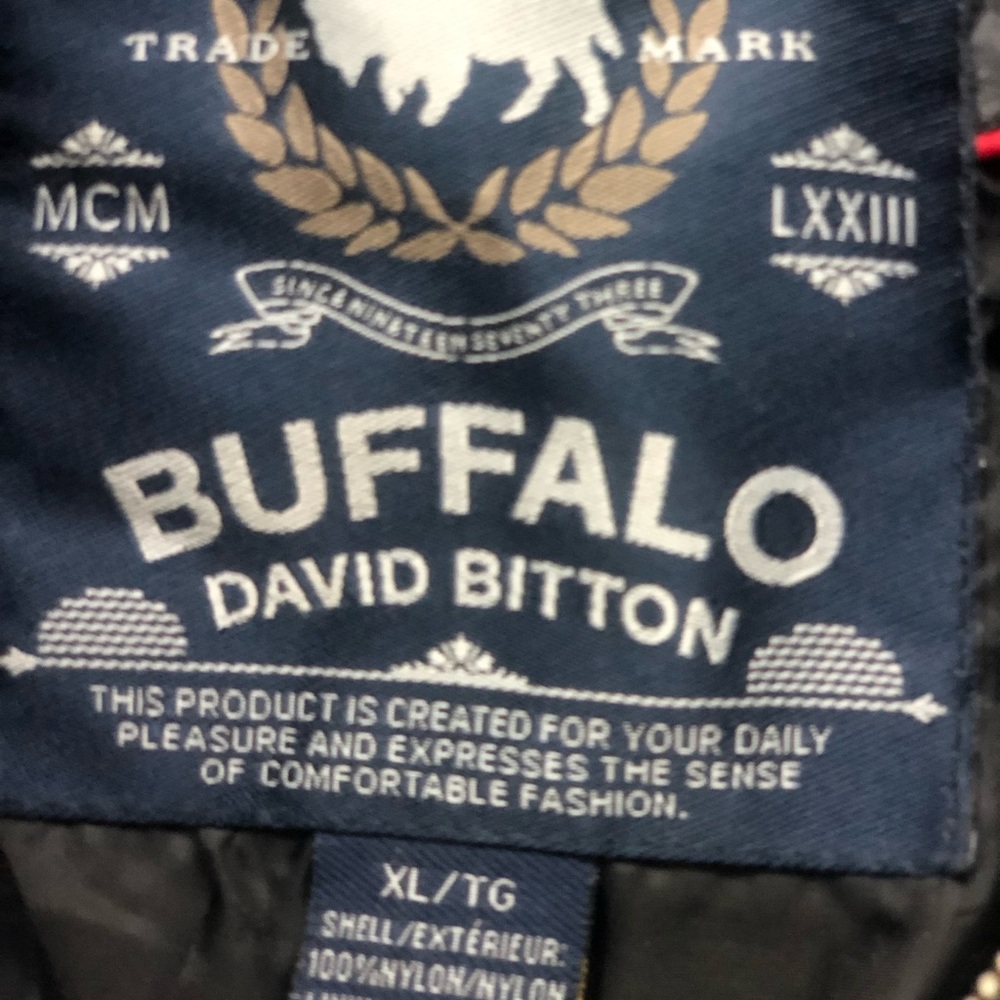 TRADE MARK
MCM LXXIII
SINCE NINETEEN SEVENTY THREE
BUFFALO
DAVID BITTON
THIS PRODUCT IS CREATED FOR YOUR DAILY
PLEASURE AND EXPRESSES THE SENSE
OF COMFORTABLE FASHION.
XL/TG
SHELL/EXTÉRIEUR:
100%NYLON/NYLON